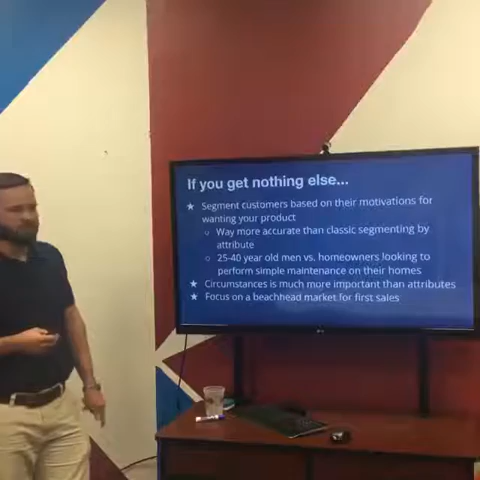 If you get nothing else...
★ Segment customers based on their motivations for
wanting your product
○ Way more accurate than classic segmenting by
attribute
○ 25-40 year old men vs. homeowners looking to
perform simple maintenance on their homes
★ Circumstances is much more important than attributes
★ Focus on a beachhead market for first sales